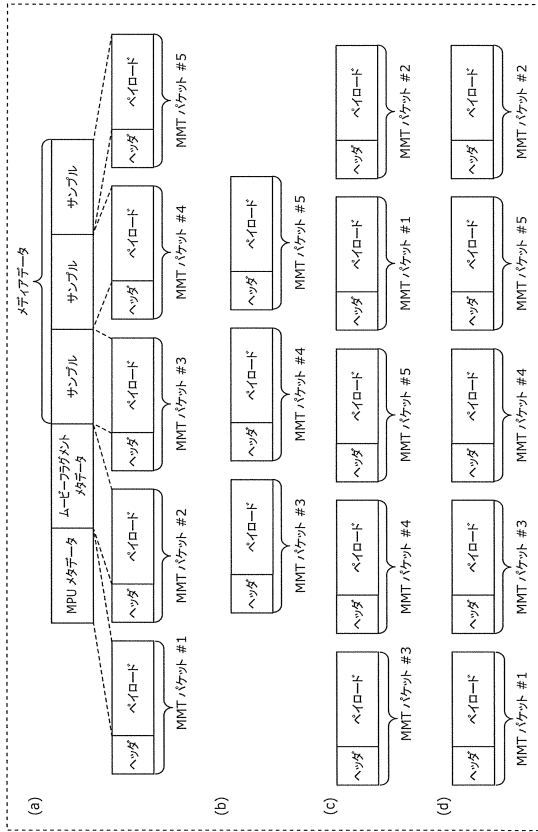 (a)
メディアデータ
MPU メタデータ
ムービーフラグメント
メタデータ
サンプル
サンプル
サンプル
ヘッダ
ペイロード
ヘッダ
ペイロード
ヘッダ
ペイロード
ヘッダ
ペイロード
ヘッダ
ペイロード
MMT パケット #1
MMT パケット #2
MMT パケット #3
MMT パケット #4
MMT パケット #5
(b)
ヘッダ
ペイロード
ヘッダ
ペイロード
ヘッダ
ペイロード
MMT パケット #3
MMT パケット #4
MMT パケット #5
(c)
ヘッダ
ペイロード
ヘッダ
ペイロード
ヘッダ
ペイロード
ヘッダ
ペイロード
ヘッダ
ペイロード
MMT パケット #3
MMT パケット #4
MMT パケット #5
MMT パケット #1
MMT パケット #2
(d)
ヘッダ
ペイロード
ヘッダ
ペイロード
ヘッダ
ペイロード
ヘッダ
ペイロード
ヘッダ
ペイロード
MMT パケット #1
MMT パケット #3
MMT パケット #4
MMT パケット #5
MMT パケット #2